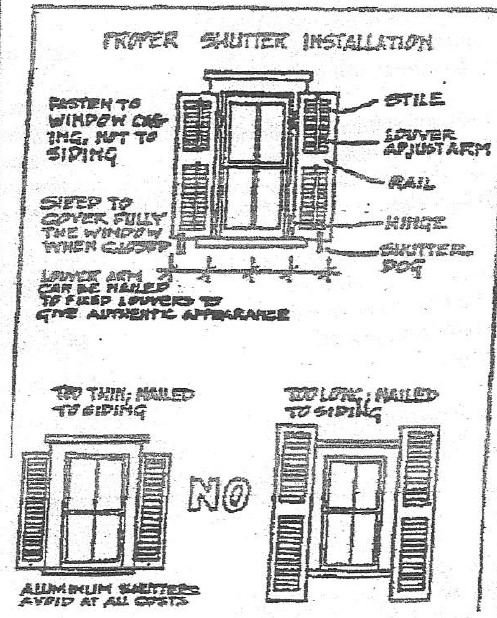 PROPER SHUTTER INSTALLATION
FASTEN TO
WINDOW CAS-
ING, NOT TO
SIDING
SIZED TO
COVER FULLY
THE WINDOW
WHEN CLOSED
LOUVER ARM
CAN BE NAILED
TO FIXED LOUVERS TO
GIVE AUTHENTIC APPEARANCE
STILE
LOUVER
ADJUST ARM
RAIL
HINGE
SHUTTER
DOG
TOO THIN; NAILED
TO SIDING
TOO LONG; NAILED
TO SIDING
NO
ALUMINUM SHUTTERS
AVOID AT ALL COSTS